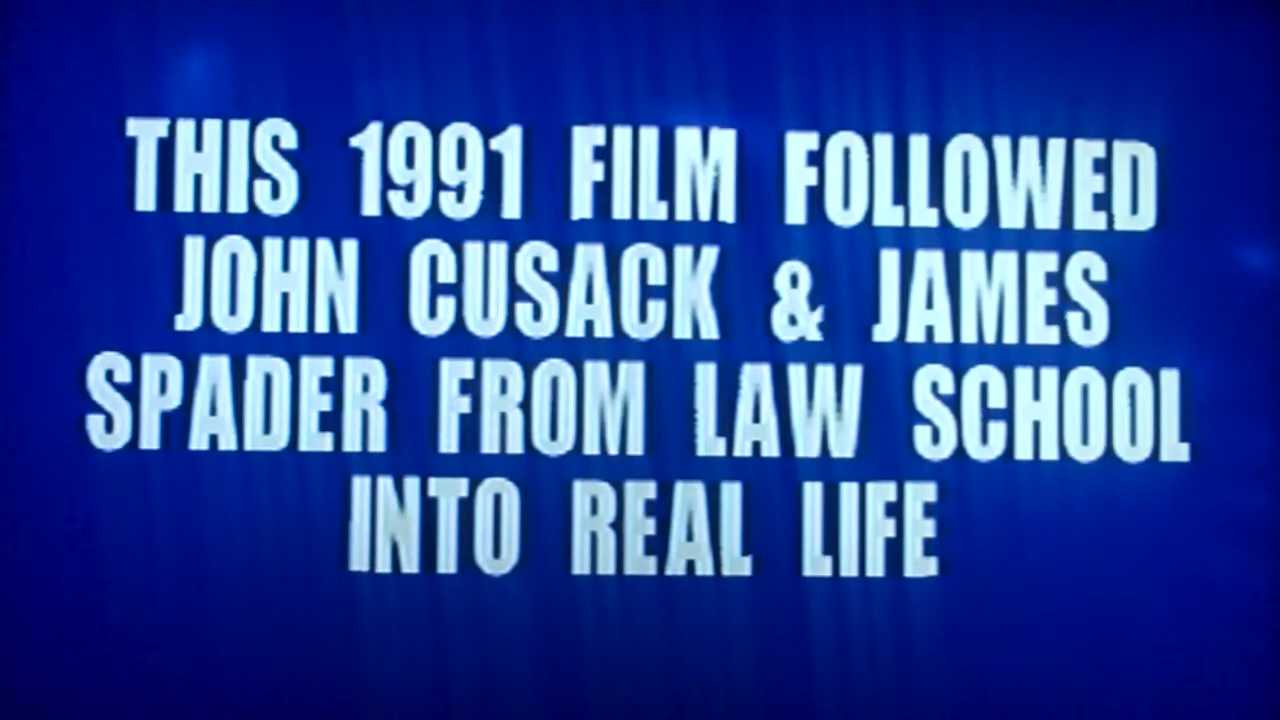 THIS 1991 FILM FOLLOWED
JOHN CUSACK & JAMES
SPADER FROM LAW SCHOOL
INTO REAL LIFE